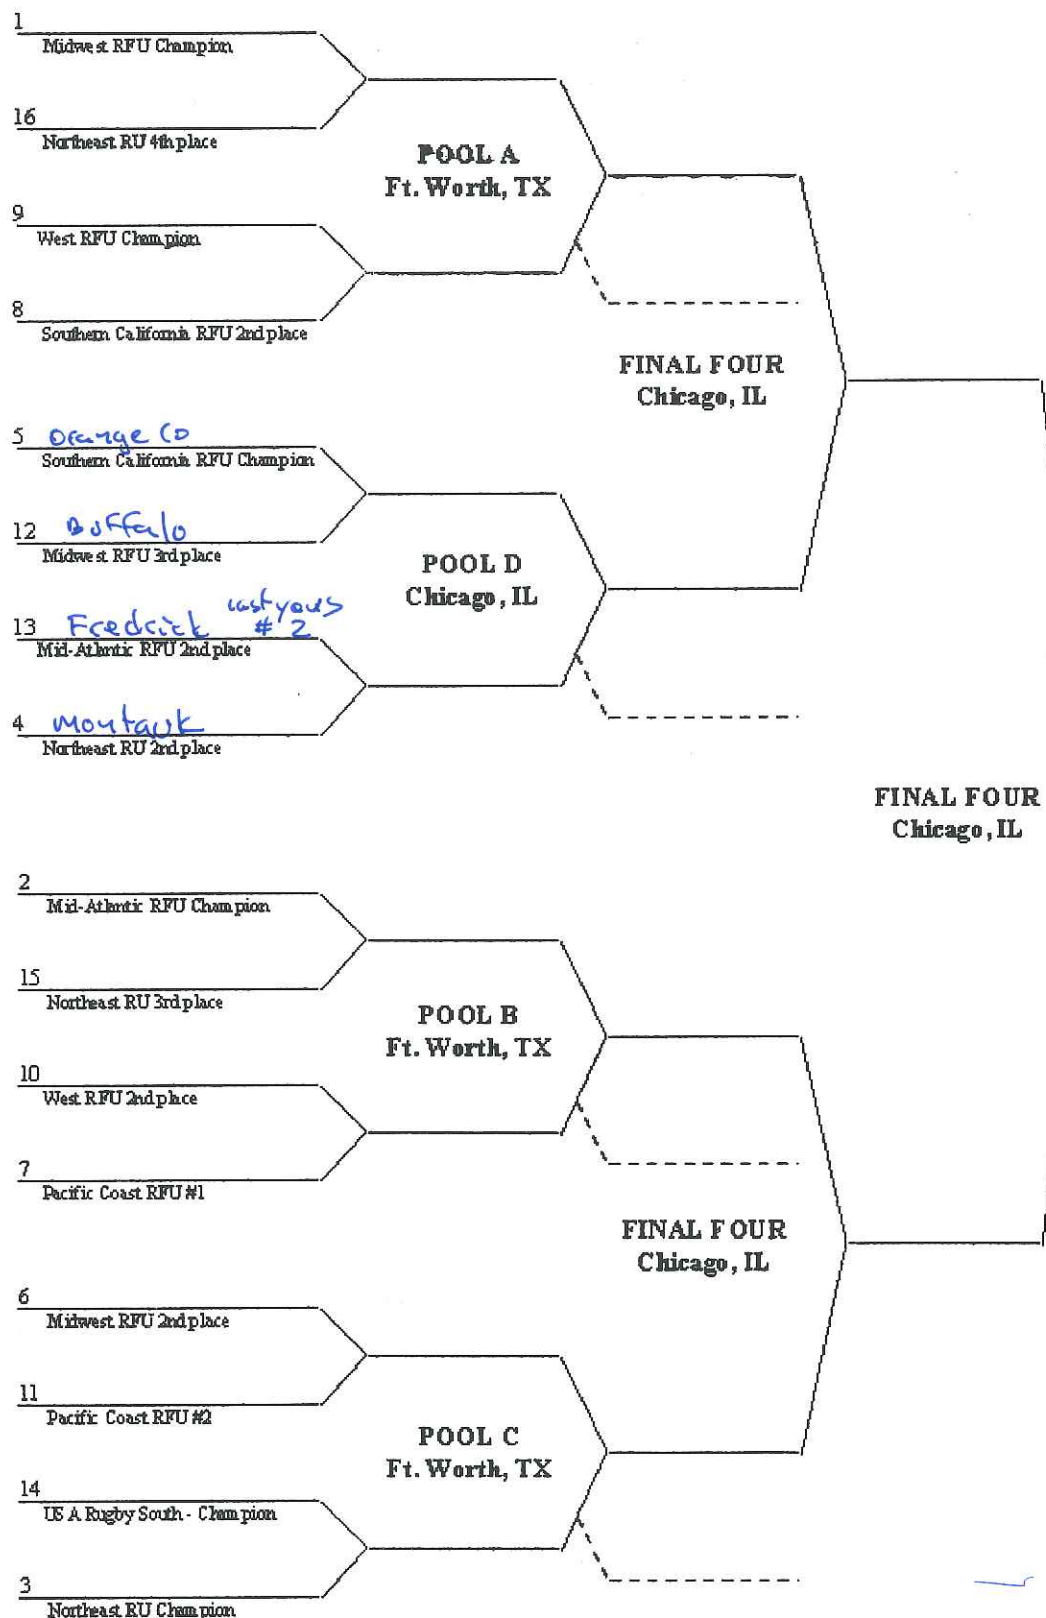 1
Midwest RFU Champion
16
Northeast RU 4th place
POOL A
Ft. Worth, TX
9
West RFU Champion
8
Southern California RFU 2nd place
FINAL FOUR
Chicago, IL
5 Orange Co
Southern California RFU Champion
12 Buffalo
Midwest RFU 3rd place
POOL D
Chicago, IL
13 Fredrick last years # 2
Mid-Atlantic RFU 2nd place
4 Montauk
Northeast RU 2nd place
FINAL FOUR
Chicago, IL
2
Mid-Atlantic RFU Champion
15
Northeast RU 3rd place
POOL B
Ft. Worth, TX
10
West RFU 2nd place
7
Pacific Coast RFU #1
FINAL FOUR
Chicago, IL
6
Midwest RFU 2nd place
11
Pacific Coast RFU #2
POOL C
Ft. Worth, TX
14
US A Rugby South - Champion
3
Northeast RU Champion